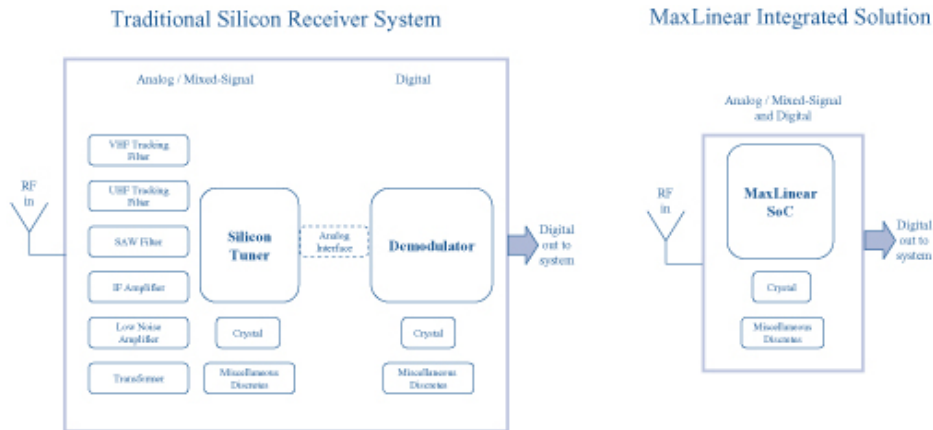 Traditional Silicon Receiver System
MaxLinear Integrated Solution
Analog / Mixed-Signal
Digital
VHF Tracking
Filter
UHF Tracking
Filter
SAW Filter
IF Amplifier
Low Noise
Amplifier
Transformer
RF
in
Silicon
Tuner
Crystal
Miscellaneous
Discretes
Analog
Interface
Demodulator
Crystal
Miscellaneous
Discretes
Digital
out to
system
Analog / Mixed-Signal
and Digital
RF
in
MaxLinear
SoC
Crystal
Miscellaneous
Discretes
Digital
out to
system